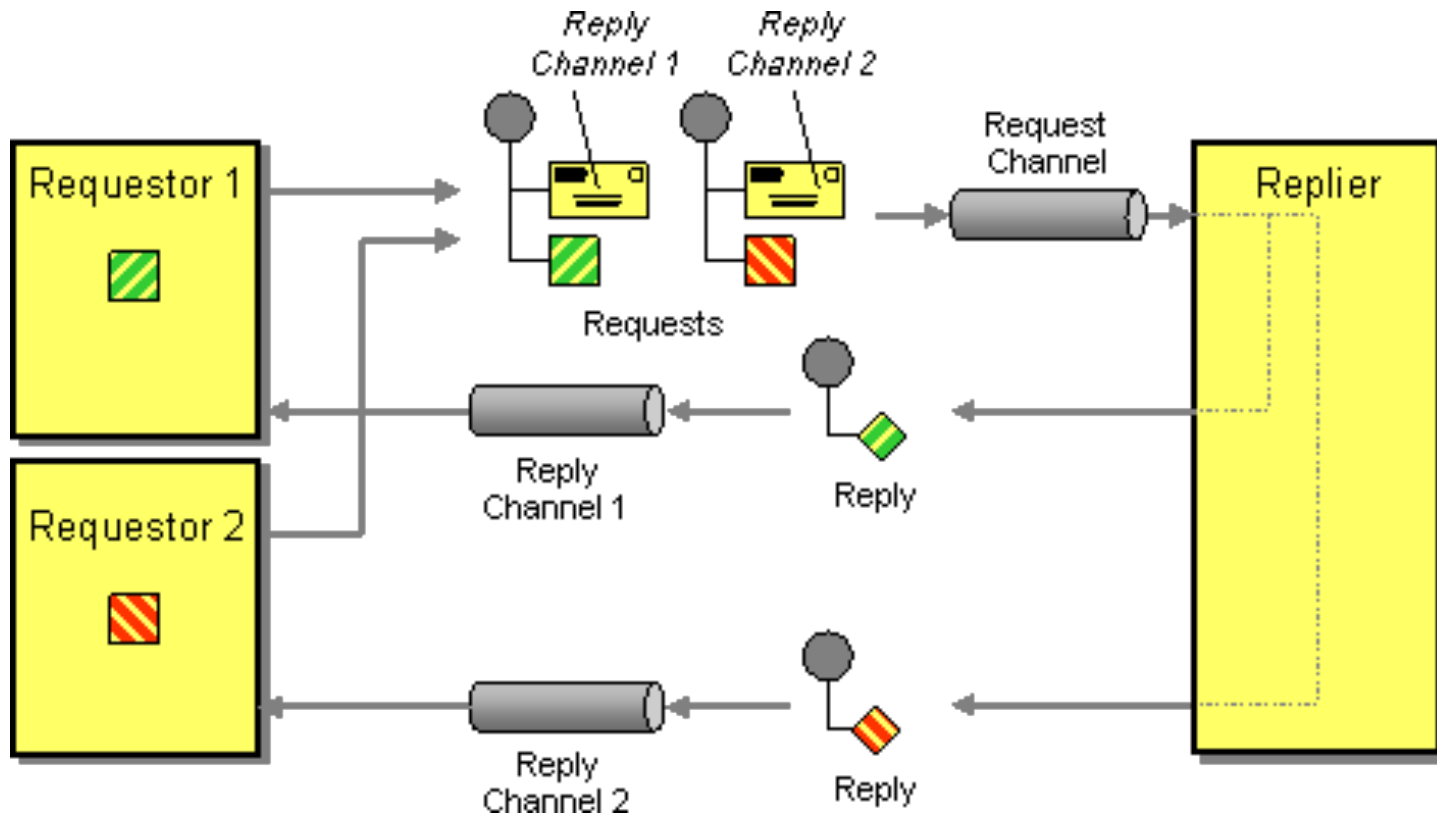 Reply
Channel 1
Reply
Channel 2
Request
Channel
Requestor 1
Replier
Requests
Reply
Channel 1
Reply
Requestor 2
Reply
Channel 2
Reply